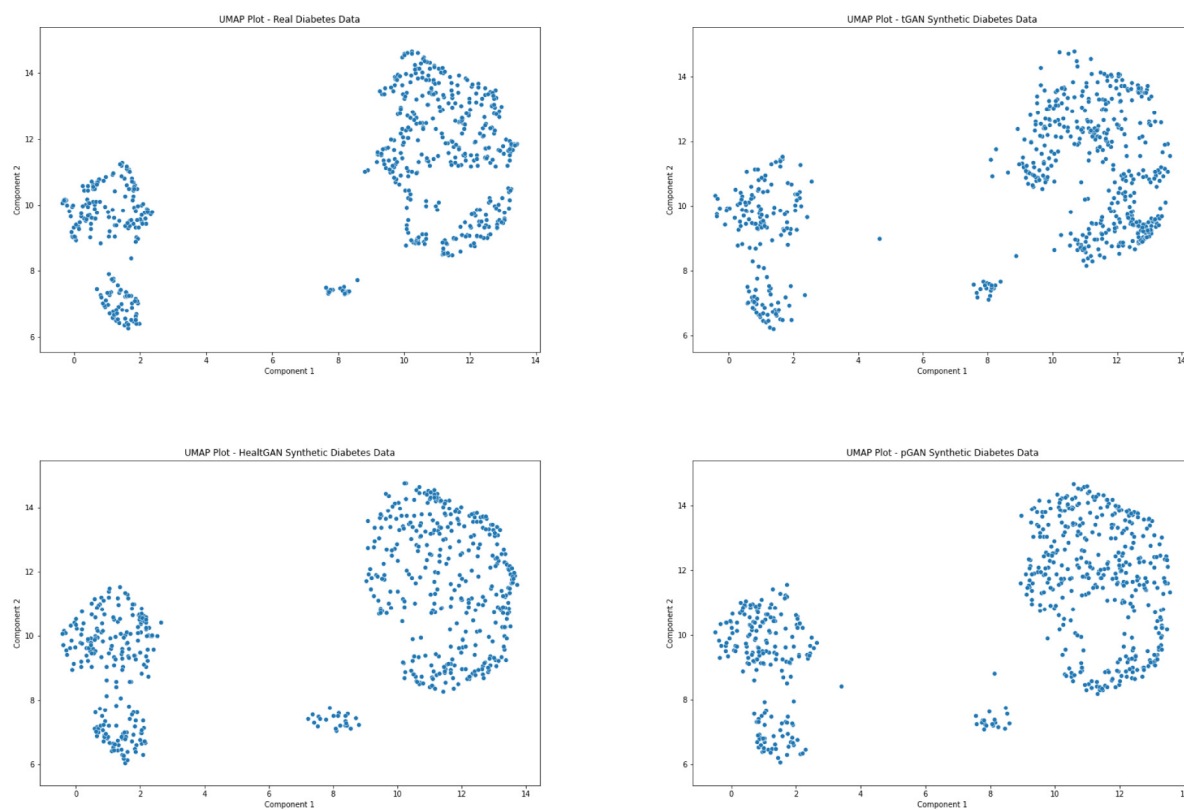 UMAP Plot - Real Diabetes Data
14
12
10
8
6
Component 2
0 2 4 6 8 10 12 14
Component 1
UMAP Plot - tGAN Synthetic Diabetes Data
14
12
10
8
6
Component 2
0 2 4 6 8 10 12 14
Component 1
UMAP Plot - HealtGAN Synthetic Diabetes Data
14
12
10
8
6
Component 2
0 2 4 6 8 10 12 14
Component 1
UMAP Plot - pGAN Synthetic Diabetes Data
14
12
10
8
6
Component 2
0 2 4 6 8 10 12
Component 1